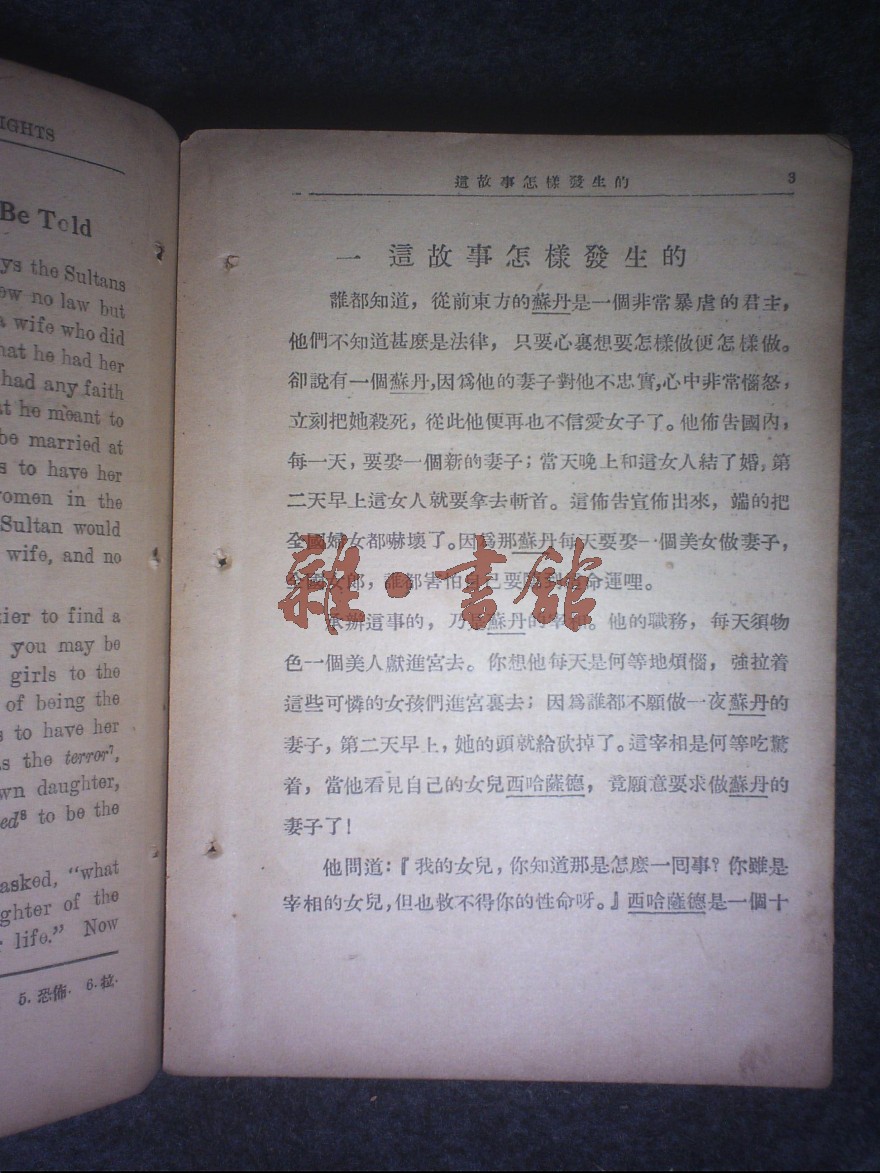 IGHTS
Be Told
ys the Sultans
ew no law but
a wife who did
hat he had her
had any faith
at he meant to
be married at
s to have her
omen in the
Sultan would
wife, and no
ier to find a
you may be
girls to the
of being the
s to have her
s the terror7,
wn daughter,
ed8 to be the
asked, "what
ghter of the
life." Now
5. 恐佈. 6. 拉.
這故事怎樣發生的 3
一 這故事怎樣發生的
誰都知道，從前東方的蘇丹是一個非常暴虐的君主，
他們不知道甚麽是法律，只要心裏想要怎樣做便怎樣做。
卻說有一個蘇丹，因爲他的妻子對他不忠實，心中非常惱怒，
立刻把她殺死，從此他便再也不信愛女子了。他佈告國內，
每一天，要娶一個新的妻子；當天晚上和這女人結了婚，第
二天早上這女人就要拿去斬首。這佈告宣佈出來，端的把
全國婦女都嚇壞了。因爲那蘇丹每天要娶一個美女做妻子，
全國女郎，誰都害怕自己要 命運哩。
承辦這事的，乃是蘇丹的宰相。他的職務，每天須物
色一個美人獻進宮去。你想他每天是何等地煩惱，強拉着
這些可憐的女孩們進宮裏去；因爲誰都不願做一夜蘇丹的
妻子，第二天早上，她的頭就給砍掉了。這宰相是何等吃驚
着，當他看見自己的女兒西哈薩德，竟願意要求做蘇丹的
妻子了！
他問道：『我的女兒，你知道那是怎麽一囘事？你雖是
宰相的女兒，但也救不得你的性命呀。』西哈薩德是一個十
雜·書館